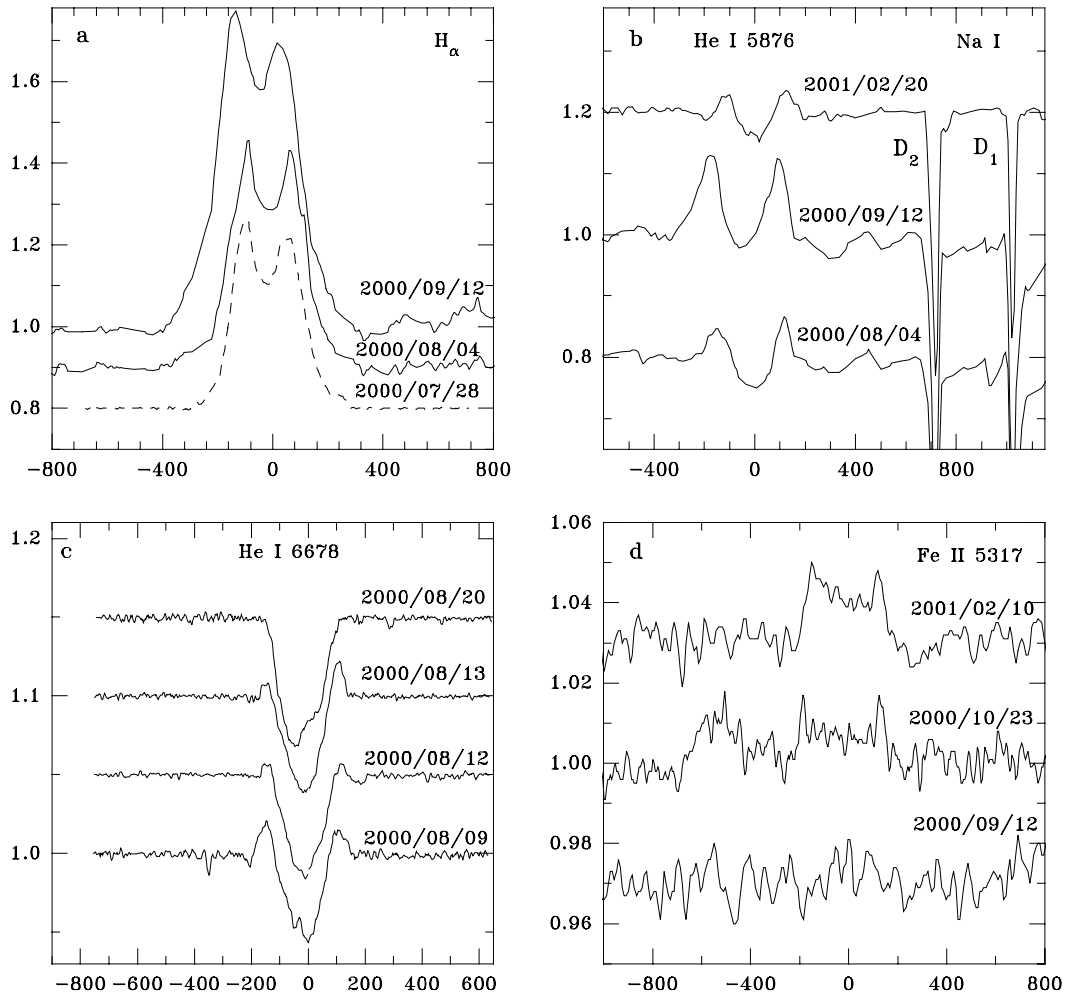 a
Hα
1.6
1.4
1.2
1.0
0.8
2000/09/12
2000/08/04
2000/07/28
−800 −400 0 400 800
b
He I 5876
Na I
2001/02/20
1.2
D2
D1
2000/09/12
1.0
2000/08/04
0.8
−400 0 400 800
c
He I 6678
1.2
2000/08/20
1.1
2000/08/13
2000/08/12
2000/08/09
1.0
−800 −600 −400 −200 0 200 400 600
d
Fe II 5317
1.06
1.04
2001/02/10
1.02
2000/10/23
1.00
2000/09/12
0.98
0.96
−800 −400 0 400 800